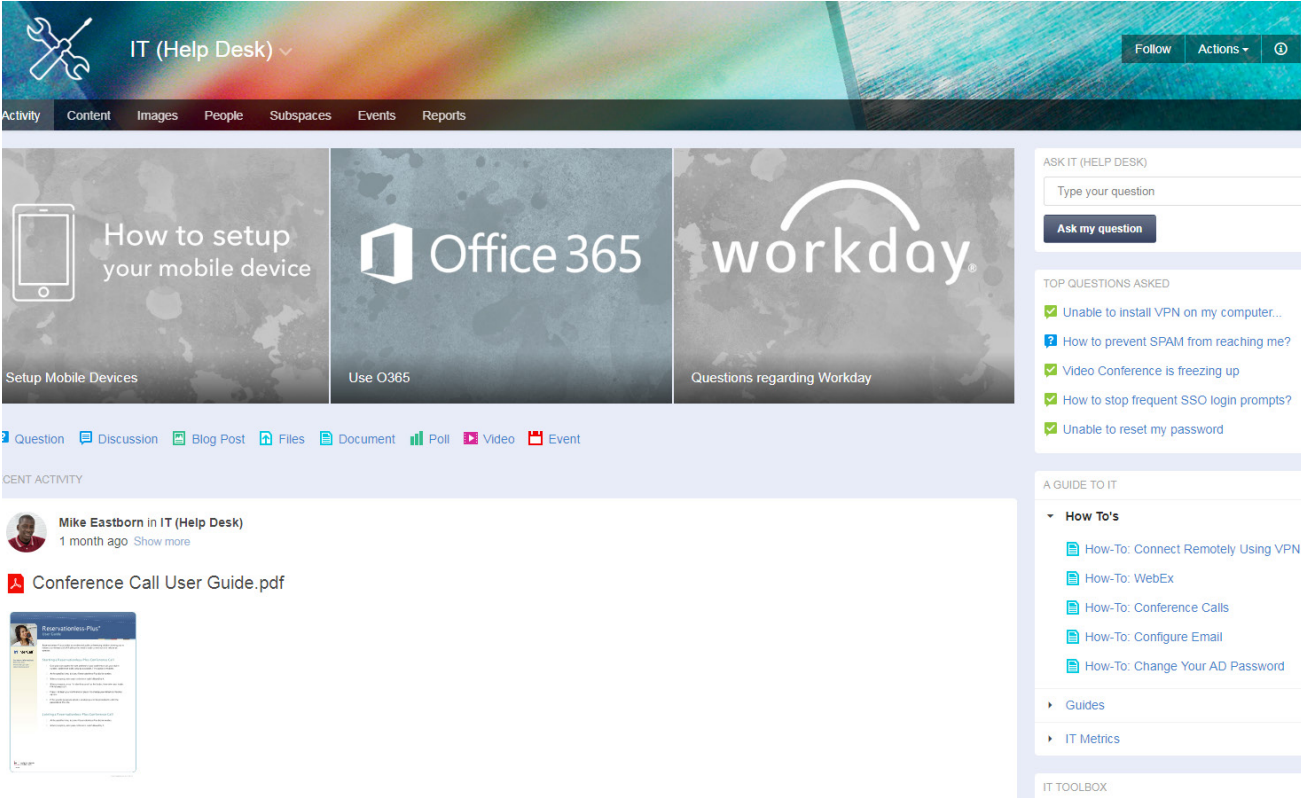 IT (Help Desk)
Follow
Actions
Activity
Content
Images
People
Subspaces
Events
Reports
How to setup
your mobile device
Setup Mobile Devices
Office 365
Use O365
workday.
Questions regarding Workday
ASK IT (HELP DESK)
Type your question
Ask my question
TOP QUESTIONS ASKED
Unable to install VPN on my computer...
How to prevent SPAM from reaching me?
Video Conference is freezing up
How to stop frequent SSO login prompts?
Unable to reset my password
Question
Discussion
Blog Post
Files
Document
Poll
Video
Event
CENT ACTIVITY
Mike Eastborn in IT (Help Desk)
1 month ago Show more
Conference Call User Guide.pdf
Reservationless-Plus®
User Guide
A GUIDE TO IT
How To's
How-To: Connect Remotely Using VPN
How-To: WebEx
How-To: Conference Calls
How-To: Configure Email
How-To: Change Your AD Password
Guides
IT Metrics
IT TOOLBOX